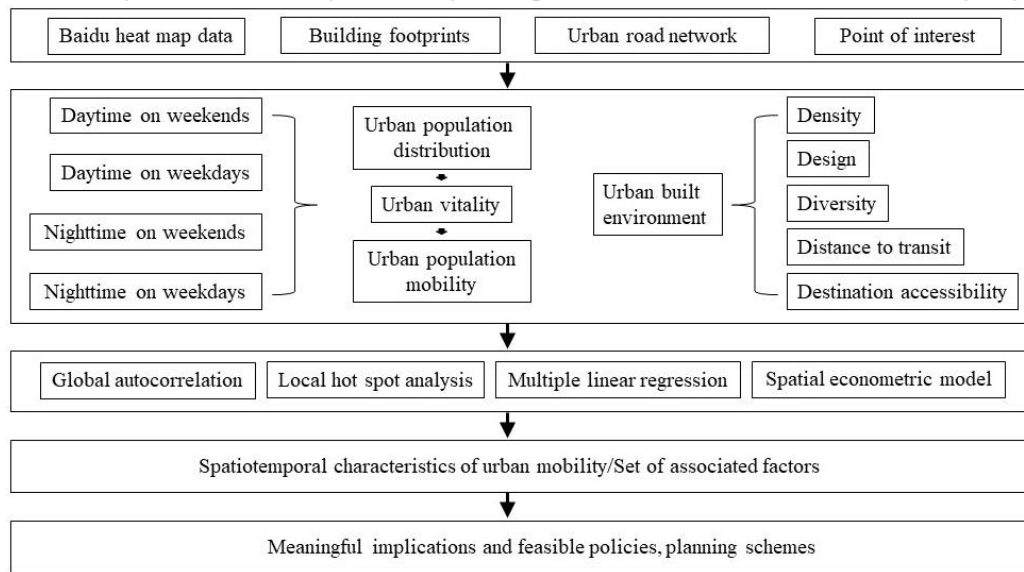 Baidu heat map data
Building footprints
Urban road network
Point of interest
Daytime on weekends
Daytime on weekdays
Nighttime on weekends
Nighttime on weekdays
Urban population
distribution
Urban vitality
Urban population
mobility
Urban built
environment
Density
Design
Diversity
Distance to transit
Destination accessibility
Global autocorrelation
Local hot spot analysis
Multiple linear regression
Spatial econometric model
Spatiotemporal characteristics of urban mobility/Set of associated factors
Meaningful implications and feasible policies, planning schemes